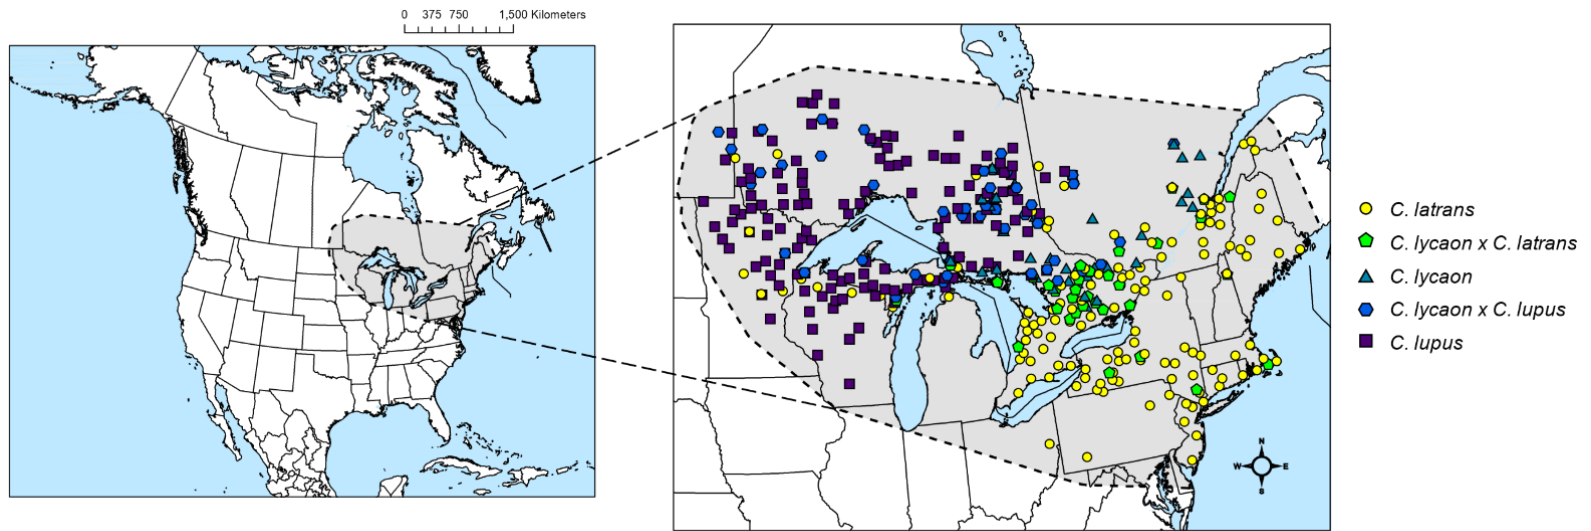 0 375 750 1,500 Kilometers
C. latrans
C. lycaon x C. latrans
C. lycaon
C. lycaon x C. lupus
C. lupus
N
W E
S